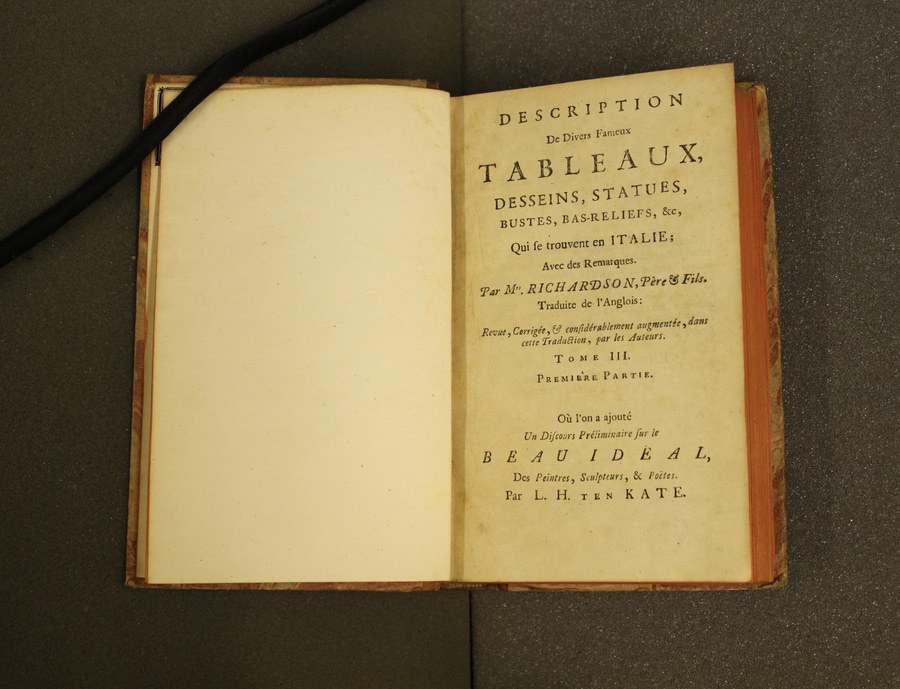 DESCRIPTION
De Divers Fameux
TABLEAUX,
DESSEINS, STATUES,
BUSTES, BAS-RELIEFS, &c,
Qui ſe trouvent en ITALIE;
Avec des Remarques.
Par Mrs. RICHARDSON, Père & Fils.
Traduite de l'Anglois:
Revue, Corrigée, & conſidérablement augmentée, dans
cette Traduction, par les Auteurs.
TOME III.
PREMIÈRE PARTIE.
Où l'on a ajouté
Un Diſcours Préliminaire ſur le
BEAU IDÉAL,
Des Peintres, Sculpteurs, & Poëtes.
Par L. H. TEN KATE.